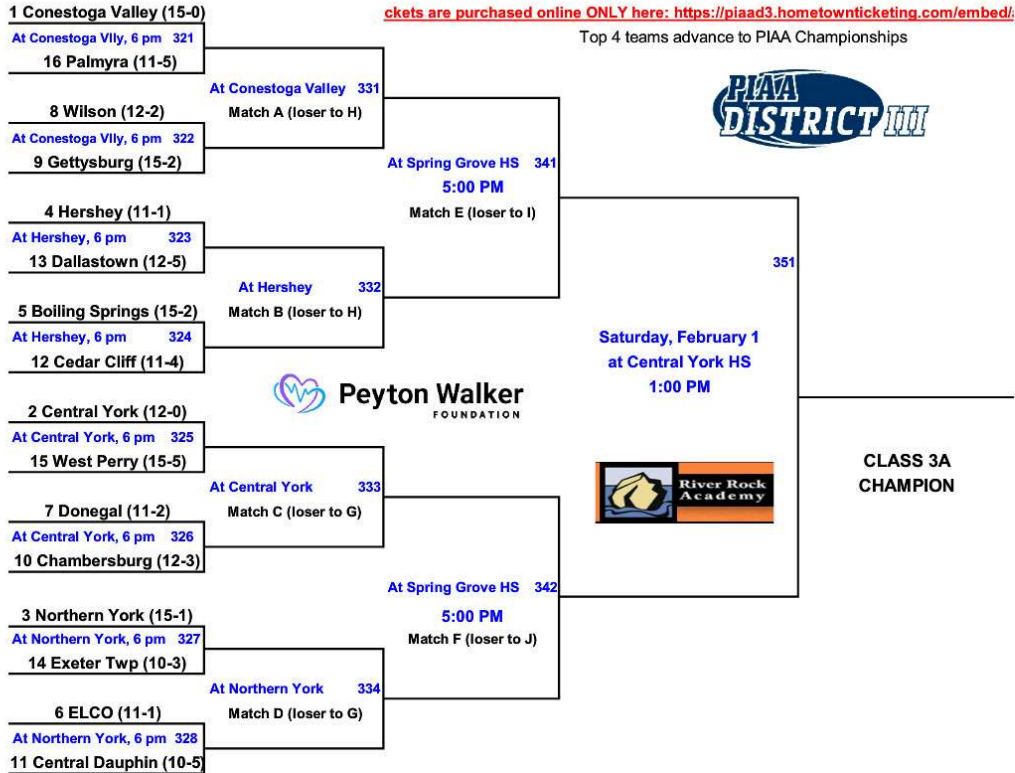 1 Conestoga Valley (15-0)
ckets are purchased online ONLY here: https://piaad3.hometownticketing.com/embed/
At Conestoga Vlly, 6 pm 321
Top 4 teams advance to PIAA Championships
16 Palmyra (11-5)
At Conestoga Valley 331
Match A (loser to H)
PIAA
DISTRICT III
8 Wilson (12-2)
At Conestoga Vlly, 6 pm 322
9 Gettysburg (15-2)
At Spring Grove HS 341
5:00 PM
Match E (loser to I)
4 Hershey (11-1)
At Hershey, 6 pm 323
13 Dallastown (12-5)
At Hershey 332
Match B (loser to H)
5 Boiling Springs (15-2)
At Hershey, 6 pm 324
12 Cedar Cliff (11-4)
351
Saturday, February 1
at Central York HS
1:00 PM
Peyton Walker
FOUNDATION
2 Central York (12-0)
At Central York, 6 pm 325
15 West Perry (15-5)
At Central York 333
Match C (loser to G)
7 Donegal (11-2)
At Central York, 6 pm 326
10 Chambersburg (12-3)
River Rock
Academy
CLASS 3A
CHAMPION
At Spring Grove HS 342
5:00 PM
Match F (loser to J)
3 Northern York (15-1)
At Northern York, 6 pm 327
14 Exeter Twp (10-3)
At Northern York 334
Match D (loser to G)
6 ELCO (11-1)
At Northern York, 6 pm 328
11 Central Dauphin (10-5)